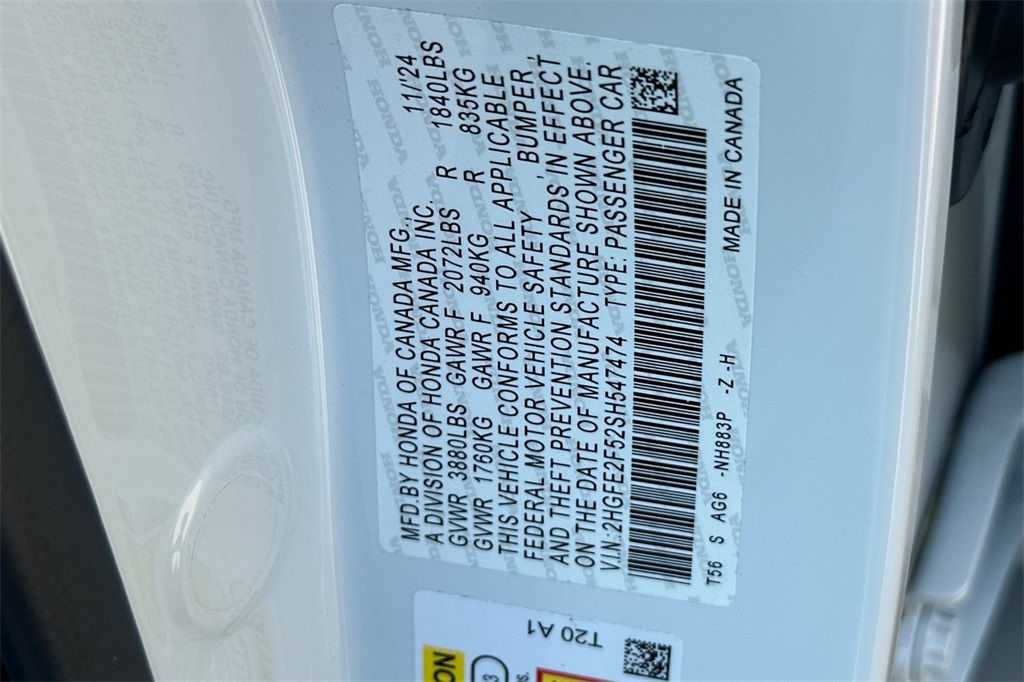 MFD.BY HONDA OF CANADA MFG., 11/'24
A DIVISION OF HONDA CANADA INC.
GVWR 3880LBS GAWR F 2072LBS R 1840LBS
GVWR 1760KG GAWR F 940KG R 835KG
THIS VEHICLE CONFORMS TO ALL APPLICABLE
FEDERAL MOTOR VEHICLE SAFETY , BUMPER ,
AND THEFT PREVENTION STANDARDS IN EFFECT
ON THE DATE OF MANUFACTURE SHOWN ABOVE.
V.I.N:2HGFE2F52SH547474 TYPE: PASSENGER CAR
T56 S AG6 -NH883P -Z -H MADE IN CANADA
HONDA
T20 A1